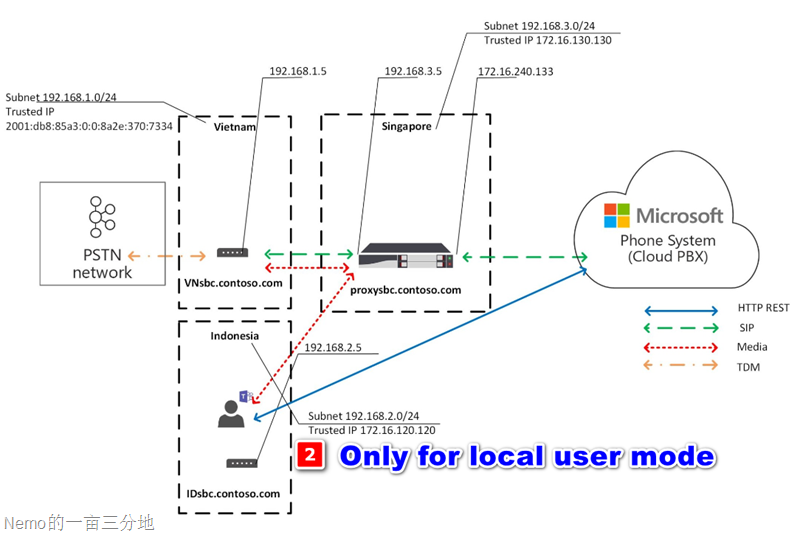 Subnet 192.168.3.0/24
Trusted IP 172.16.130.130
192.168.1.5
192.168.3.5
172.16.240.133
Subnet 192.168.1.0/24
Trusted IP
2001:db8:85a3:0:0:8a2e:370:7334
Vietnam
Singapore
Microsoft
Phone System
(Cloud PBX)
PSTN
network
VNsbc.contoso.com
proxysbc.contoso.com
HTTP REST
SIP
Media
TDM
Indonesia
192.168.2.5
Subnet 192.168.2.0/24
Trusted IP 172.16.120.120
2 Only for local user mode
IDsbc.contoso.com
Nemo的一亩三分地